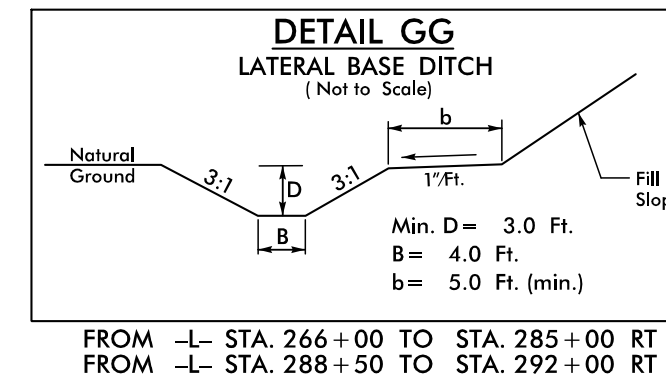 DETAIL GG
LATERAL BASE DITCH
( Not to Scale)
b
Natural
Ground
3:1
D
3:1
1"/Ft.
Fill
Slop
B
Min. D = 3.0 Ft.
B = 4.0 Ft.
b = 5.0 Ft. (min.)
FROM -L- STA. 266+00 TO STA. 285+00 RT
FROM -L- STA. 288+50 TO STA. 292+00 RT